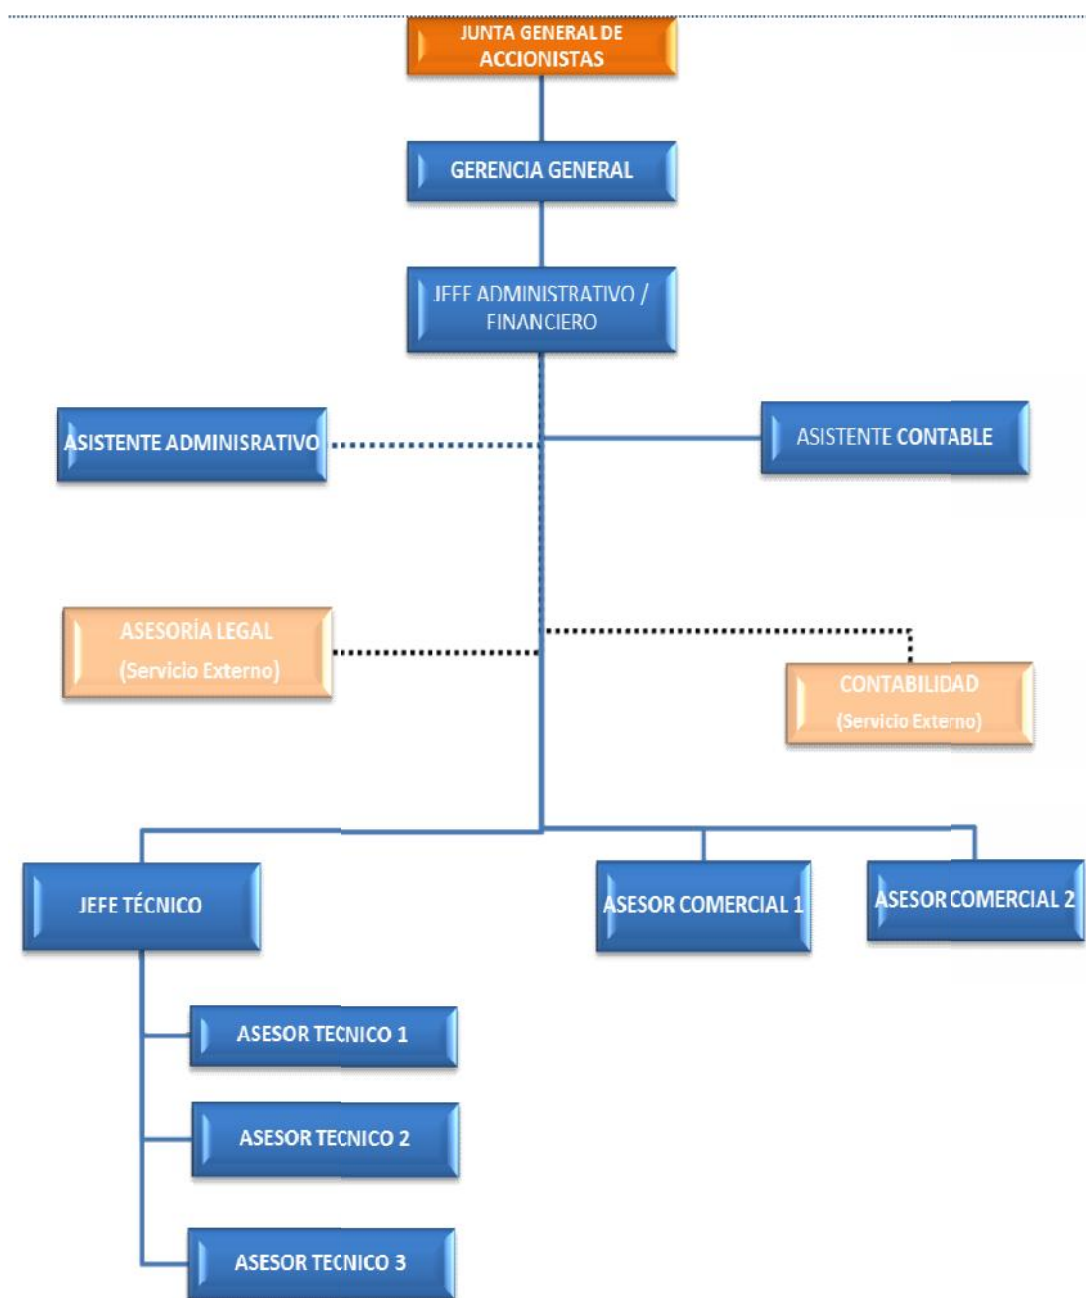 JUNTA GENERAL DE
ACCIONISTAS
GERENCIA GENERAL
JEFE ADMINISTRATIVO /
FINANCIERO
ASISTENTE ADMINISRATIVO
ASISTENTE CONTABLE
ASESORÍA LEGAL
(Servicio Externo)
CONTABILIDAD
(Servicio Externo)
JEFE TÉCNICO
ASESOR COMERCIAL 1
ASESOR COMERCIAL 2
ASESOR TECNICO 1
ASESOR TECNICO 2
ASESOR TECNICO 3